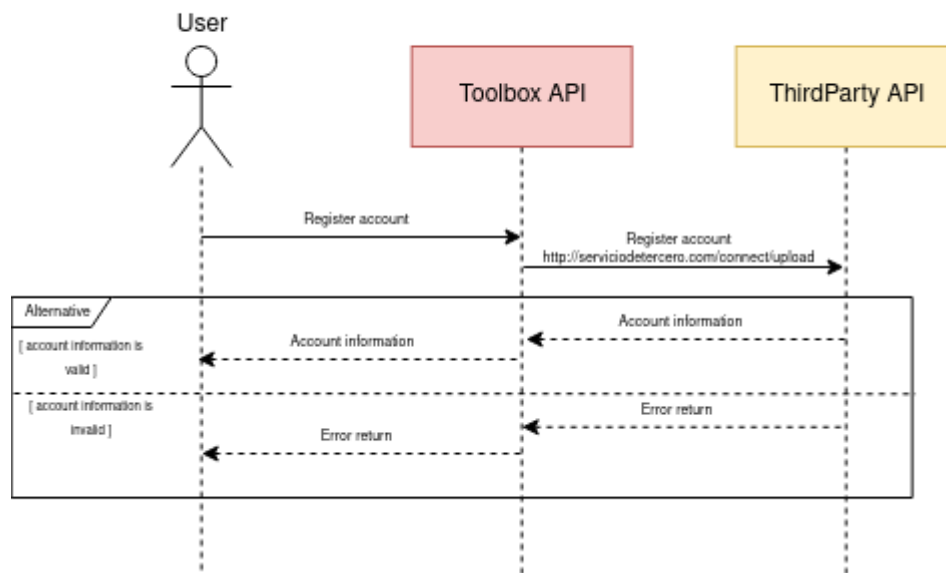 User
Toolbox API
ThirdParty API
Register account
Register account
http://serviciodetercero.com/connect/upload
Alternative
[ account information is
valid ]
Account information
Account information
[ account information is
invalid ]
Error return
Error return